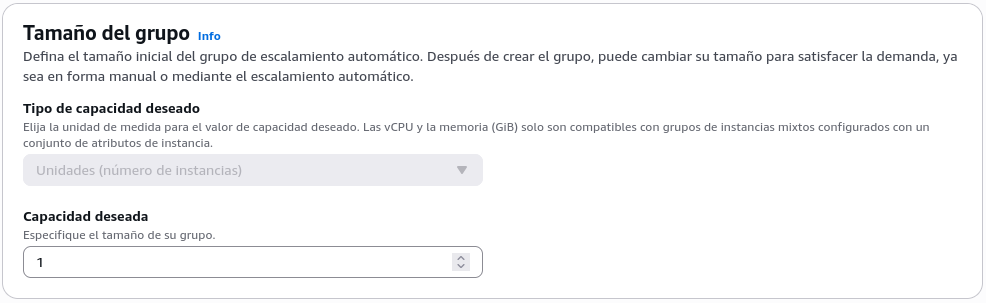 Tamaño del grupo Info
Defina el tamaño inicial del grupo de escalamiento automático. Después de crear el grupo, puede cambiar su tamaño para satisfacer la demanda, ya
sea en forma manual o mediante el escalamiento automático.
Tipo de capacidad deseado
Elija la unidad de medida para el valor de capacidad deseado. Las vCPU y la memoria (GiB) solo son compatibles con grupos de instancias mixtos configurados con un
conjunto de atributos de instancia.
Unidades (número de instancias)
Capacidad deseada
Especifique el tamaño de su grupo.
1